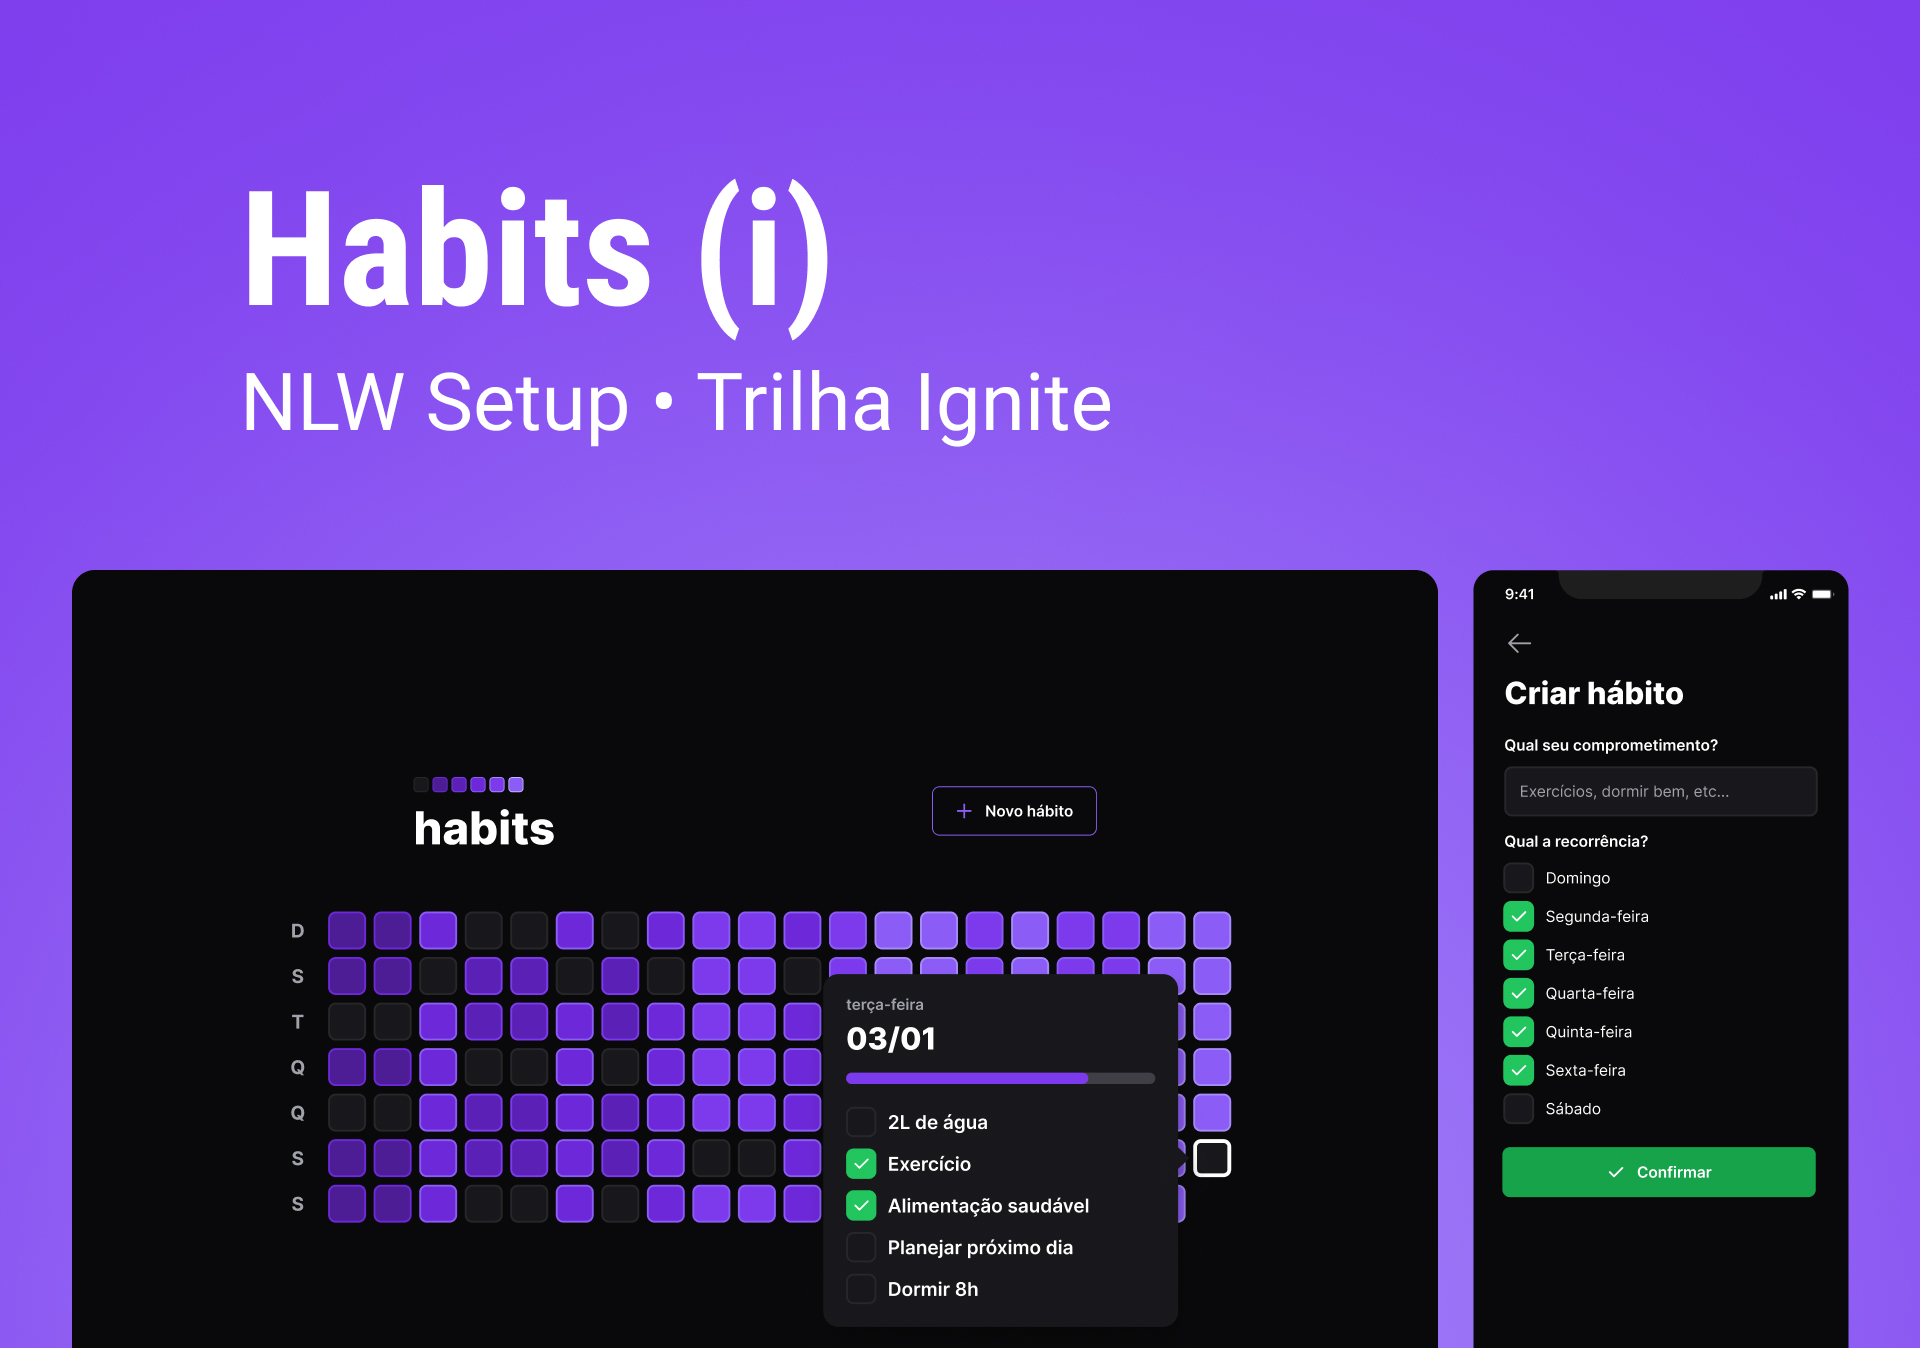 Habits (i)
NLW Setup • Trilha Ignite
habits
Novo hábito
D
S
T
Q
Q
S
S
terça-feira
03/01
2L de água
Exercício
Alimentação saudável
Planejar próximo dia
Dormir 8h
9:41
Criar hábito
Qual seu comprometimento?
Exercícios, dormir bem, etc...
Qual a recorrência?
Domingo
Segunda-feira
Terça-feira
Quarta-feira
Quinta-feira
Sexta-feira
Sábado
Confirmar